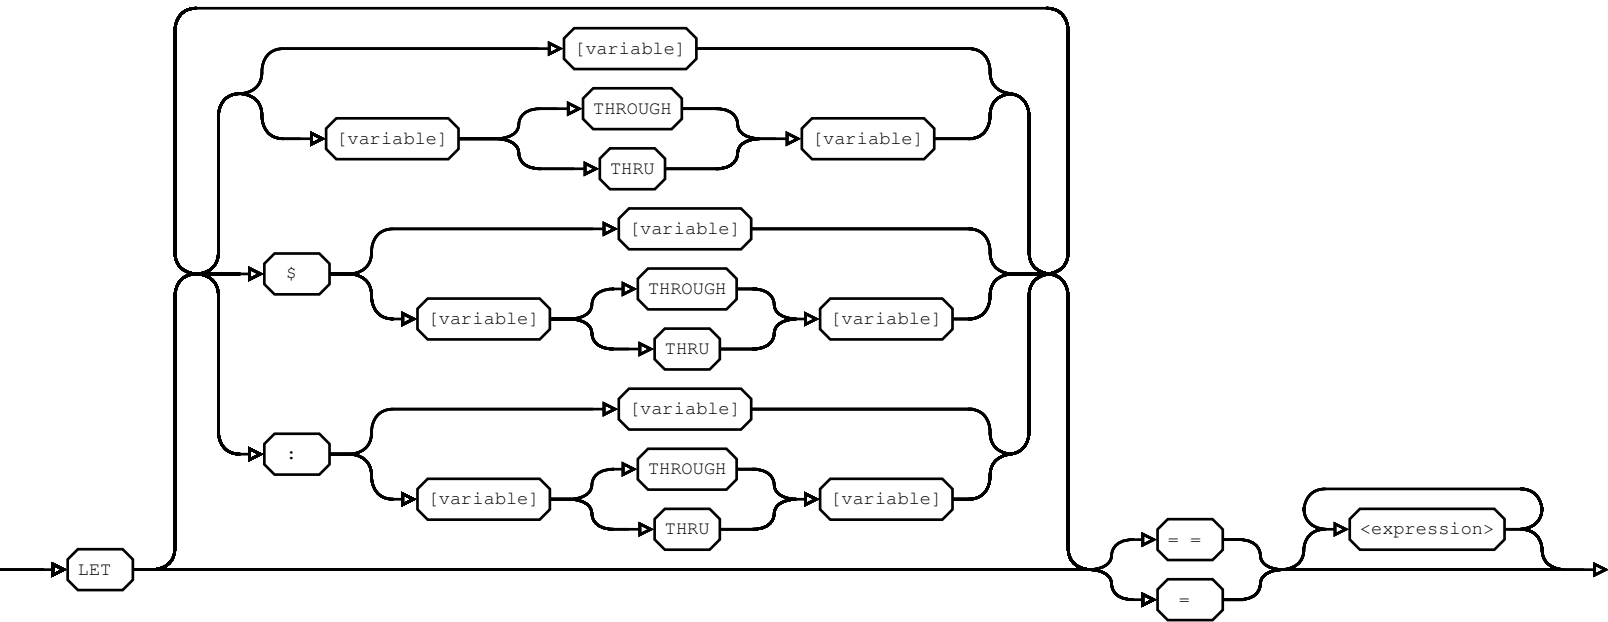 [variable]
THROUGH
[variable] [variable]
THRU
[variable]
$
THROUGH
[variable] [variable]
THRU
[variable]
:
THROUGH
[variable] [variable]
THRU
<expression>
= =
LET
=